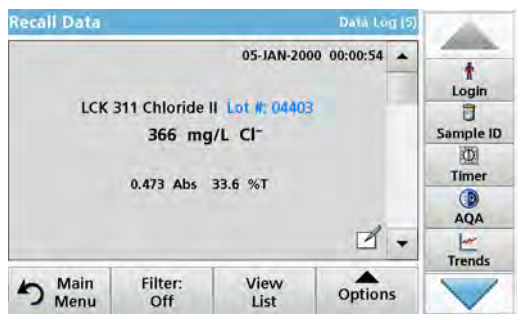 Recall Data
Data Log (5)
05-JAN-2000 00:00:54
LCK 311 Chloride II Lot #: 04403
366 mg/L Cl⁻
0.473 Abs 33.6 %T
Main
Menu
Filter:
Off
View
List
Options
Login
Sample ID
Timer
AQA
Trends